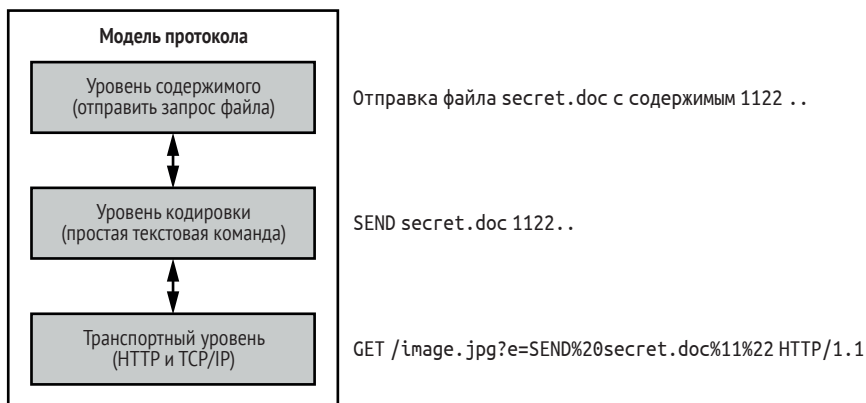 Модель протокола
Уровень содержимого
(отправить запрос файла)
Отправка файла secret.doc с содержимым 1122 ..
Уровень кодировки
(простая текстовая команда)
SEND secret.doc 1122..
Транспортный уровень
(HTTP и TCP/IP)
GET /image.jpg?e=SEND%20secret.doc%11%22 HTTP/1.1